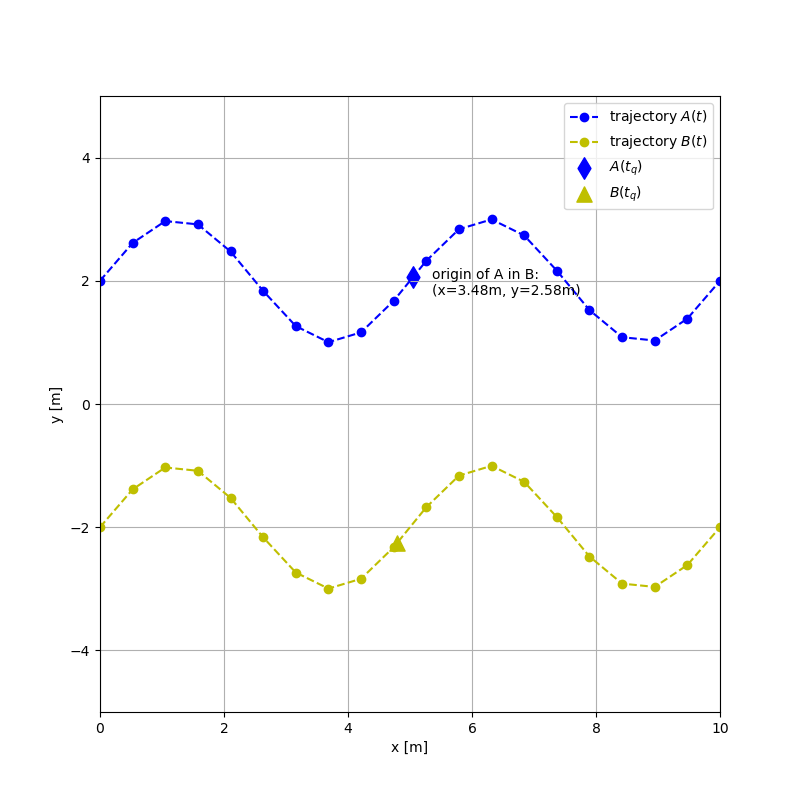 trajectory A(t)
trajectory B(t)
A(t_q)
B(t_q)
origin of A in B:
(x=3.48m, y=2.58m)
4
2
0
−2
−4
y [m]
0 2 4 6 8 10
x [m]